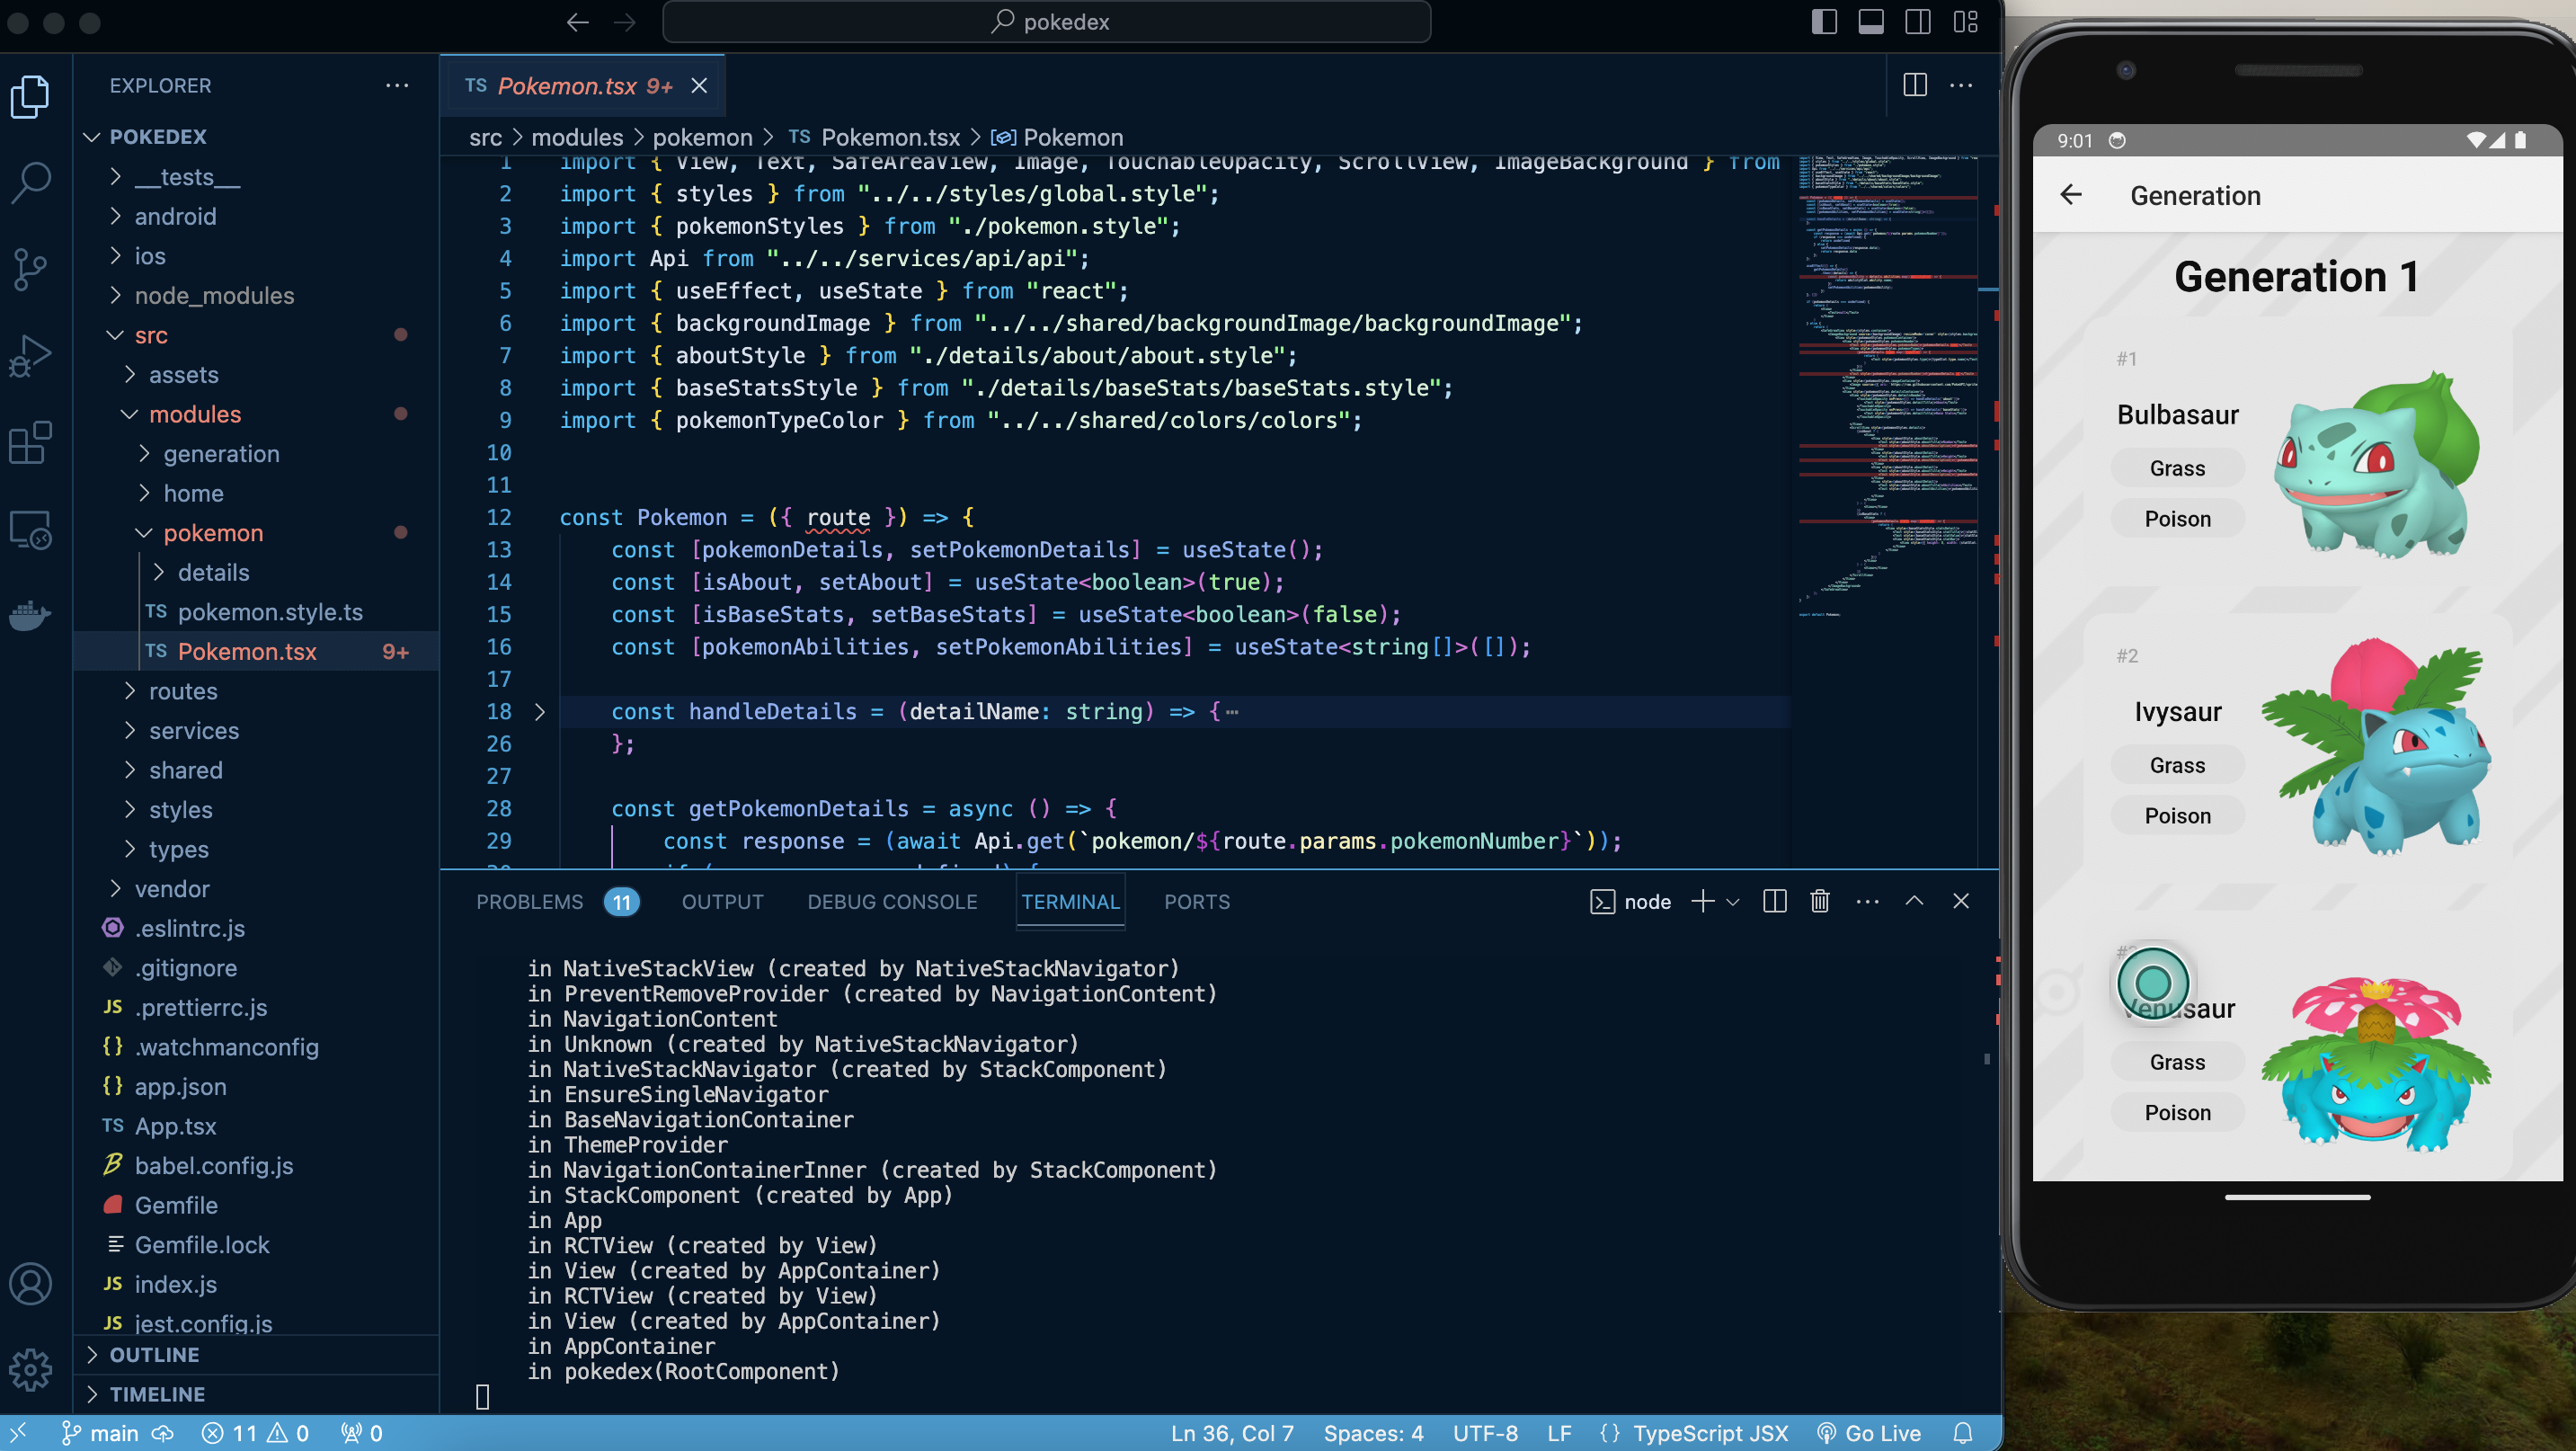 pokedex
EXPLORER
POKEDEX
__tests__
android
ios
node_modules
src
assets
modules
generation
home
pokemon
details
TS pokemon.style.ts
TS Pokemon.tsx 9+
routes
services
shared
styles
types
vendor
.eslintrc.js
.gitignore
JS .prettierrc.js
{} .watchmanconfig
{} app.json
TS App.tsx
babel.config.js
Gemfile
Gemfile.lock
JS index.js
JS jest.config.js
OUTLINE
TIMELINE
TS Pokemon.tsx 9+
src > modules > pokemon > TS Pokemon.tsx > Pokemon
1 import { View, Text, SafeAreaView, Image, TouchableOpacity, ScrollView, ImageBackground } from
2 import { styles } from "../../styles/global.style";
3 import { pokemonStyles } from "./pokemon.style";
4 import Api from "../../services/api/api";
5 import { useEffect, useState } from "react";
6 import { backgroundImage } from "../../shared/backgroundImage/backgroundImage";
7 import { aboutStyle } from "./details/about/about.style";
8 import { baseStatsStyle } from "./details/baseStats/baseStats.style";
9 import { pokemonTypeColor } from "../../shared/colors/colors";
10
11
12 const Pokemon = ({ route }) => {
13 const [pokemonDetails, setPokemonDetails] = useState();
14 const [isAbout, setAbout] = useState<boolean>(true);
15 const [isBaseStats, setBaseStats] = useState<boolean>(false);
16 const [pokemonAbilities, setPokemonAbilities] = useState<string[]>([]);
17
18 const handleDetails = (detailName: string) => {⋯
26 };
27
28 const getPokemonDetails = async () => {
29 const response = (await Api.get(`pokemon/${route.params.pokemonNumber}`));
PROBLEMS 11 OUTPUT DEBUG CONSOLE TERMINAL PORTS node
in NativeStackView (created by NativeStackNavigator)
in PreventRemoveProvider (created by NavigationContent)
in NavigationContent
in Unknown (created by NativeStackNavigator)
in NativeStackNavigator (created by StackComponent)
in EnsureSingleNavigator
in BaseNavigationContainer
in ThemeProvider
in NavigationContainerInner (created by StackComponent)
in StackComponent (created by App)
in App
in RCTView (created by View)
in View (created by AppContainer)
in RCTView (created by View)
in View (created by AppContainer)
in AppContainer
in pokedex(RootComponent)
main 11 0 0 Ln 36, Col 7 Spaces: 4 UTF-8 LF {} TypeScript JSX Go Live
9:01
Generation
Generation 1
#1
Bulbasaur
Grass
Poison
#2
Ivysaur
Grass
Poison
Venusaur
Grass
Poison